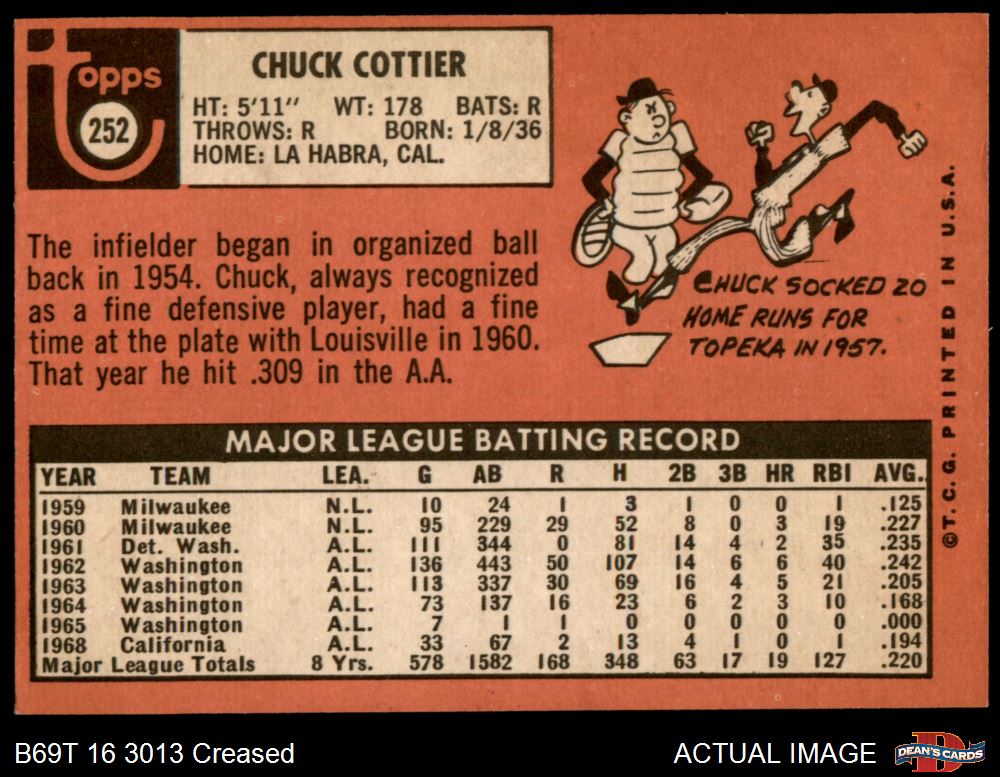 Topps
252
CHUCK COTTIER
HT: 5'11" WT: 178 BATS: R
THROWS: R BORN: 1/8/36
HOME: LA HABRA, CAL.
The infielder began in organized ball
back in 1954. Chuck, always recognized
as a fine defensive player, had a fine
time at the plate with Louisville in 1960.
That year he hit .309 in the A.A.
CHUCK SOCKED 20
HOME RUNS FOR
TOPEKA IN 1957.
©T.C.G. PRINTED IN U.S.A.
MAJOR LEAGUE BATTING RECORD
YEAR TEAM LEA. G AB R H 2B 3B HR RBI AVG.
1959 Milwaukee N.L. 10 24 1 3 1 0 0 1 .125
1960 Milwaukee N.L. 95 229 29 52 8 0 3 19 .227
1961 Det. Wash. A.L. 111 344 0 81 14 4 2 35 .235
1962 Washington A.L. 136 443 50 107 14 6 6 40 .242
1963 Washington A.L. 113 337 30 69 16 4 5 21 .205
1964 Washington A.L. 73 137 16 23 6 2 3 10 .168
1965 Washington A.L. 7 1 1 0 0 0 0 0 .000
1968 California A.L. 33 67 2 13 4 1 0 1 .194
Major League Totals 8 Yrs. 578 1582 168 348 63 17 19 127 .220
B69T 16 3013 Creased
ACTUAL IMAGE
DEAN'S CARDS